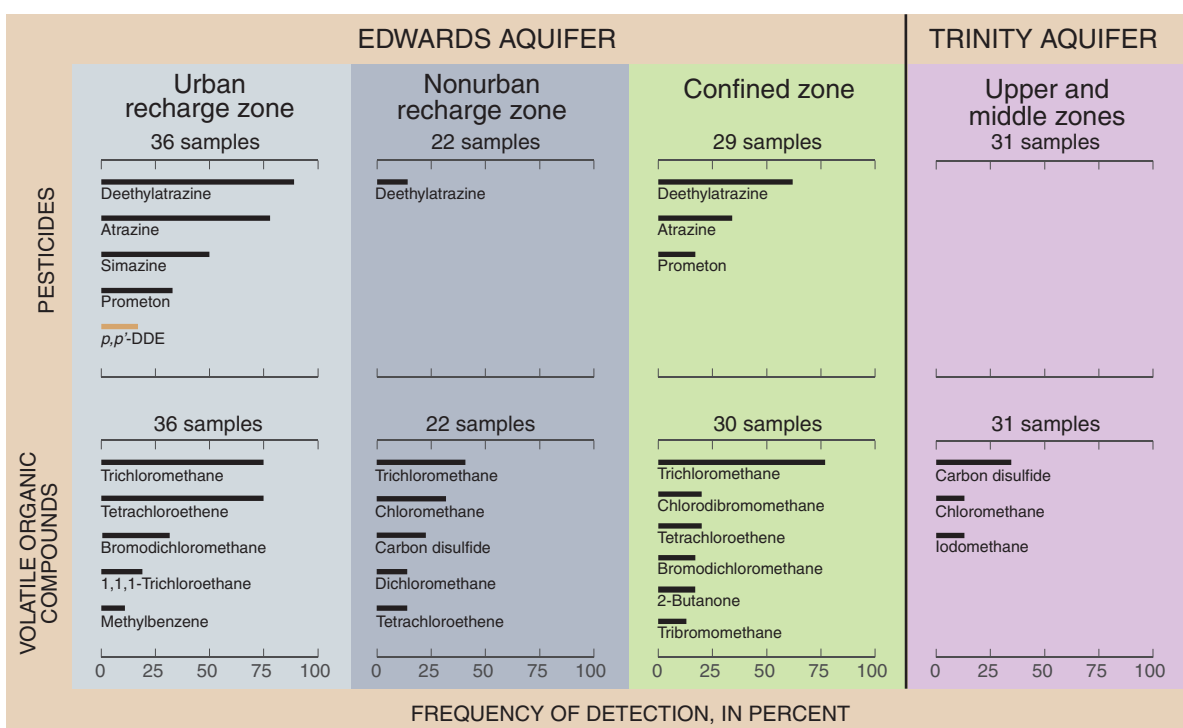 EDWARDS AQUIFER
TRINITY AQUIFER
PESTICIDES
Urban
recharge zone
36 samples
Deethylatrazine
Atrazine
Simazine
Prometon
p,p'-DDE
Nonurban
recharge zone
22 samples
Deethylatrazine
Confined zone
29 samples
Deethylatrazine
Atrazine
Prometon
Upper and
middle zones
31 samples
VOLATILE ORGANIC
COMPOUNDS
36 samples
Trichloromethane
Tetrachloroethene
Bromodichloromethane
1,1,1-Trichloroethane
Methylbenzene
0 25 50 75 100
22 samples
Trichloromethane
Chloromethane
Carbon disulfide
Dichloromethane
Tetrachloroethene
0 25 50 75 100
30 samples
Trichloromethane
Chlorodibromomethane
Tetrachloroethene
Bromodichloromethane
2-Butanone
Tribromomethane
0 25 50 75 100
31 samples
Carbon disulfide
Chloromethane
Iodomethane
0 25 50 75 100
FREQUENCY OF DETECTION, IN PERCENT